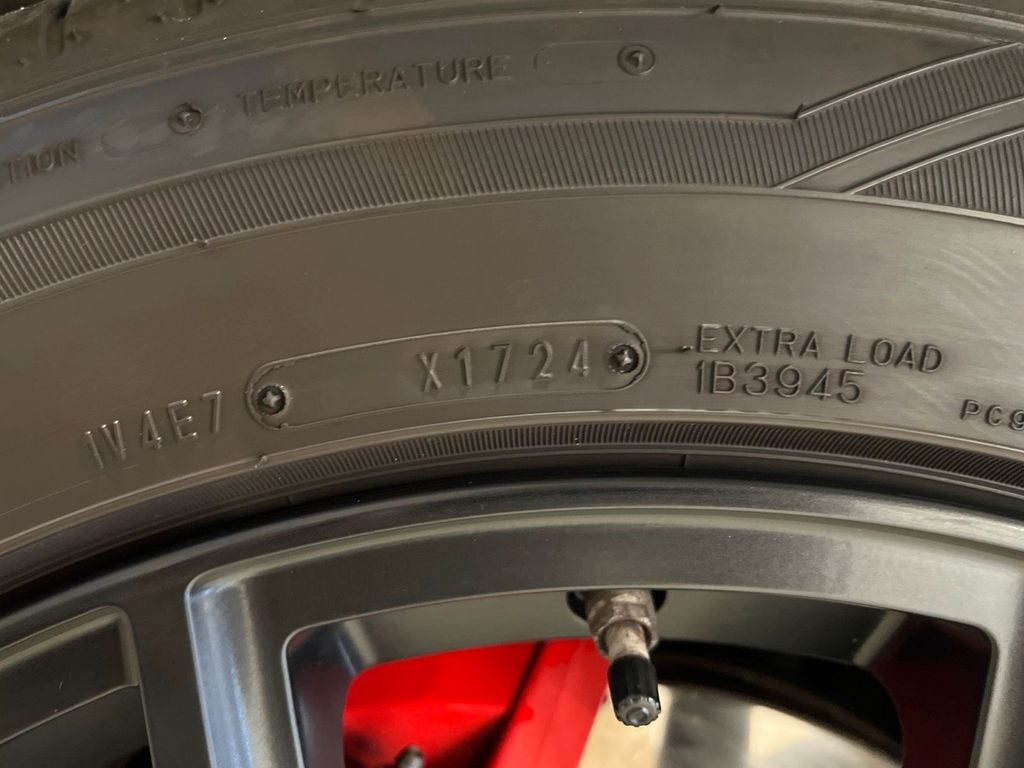 TION TEMPERATURE
1V4E7 X1724
EXTRA LOAD
1B3945
PC9